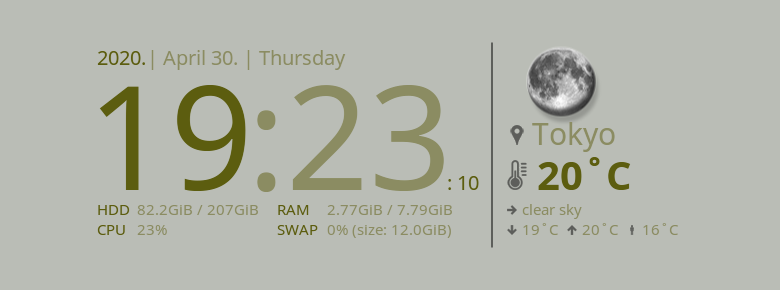 2020.| April 30. | Thursday
19:23: 10
HDD 82.2GiB / 207GiB RAM 2.77GiB / 7.79GiB
CPU 23% SWAP 0% (size: 12.0GiB)
Tokyo
20˚C
clear sky
19˚C 20˚C 16˚C